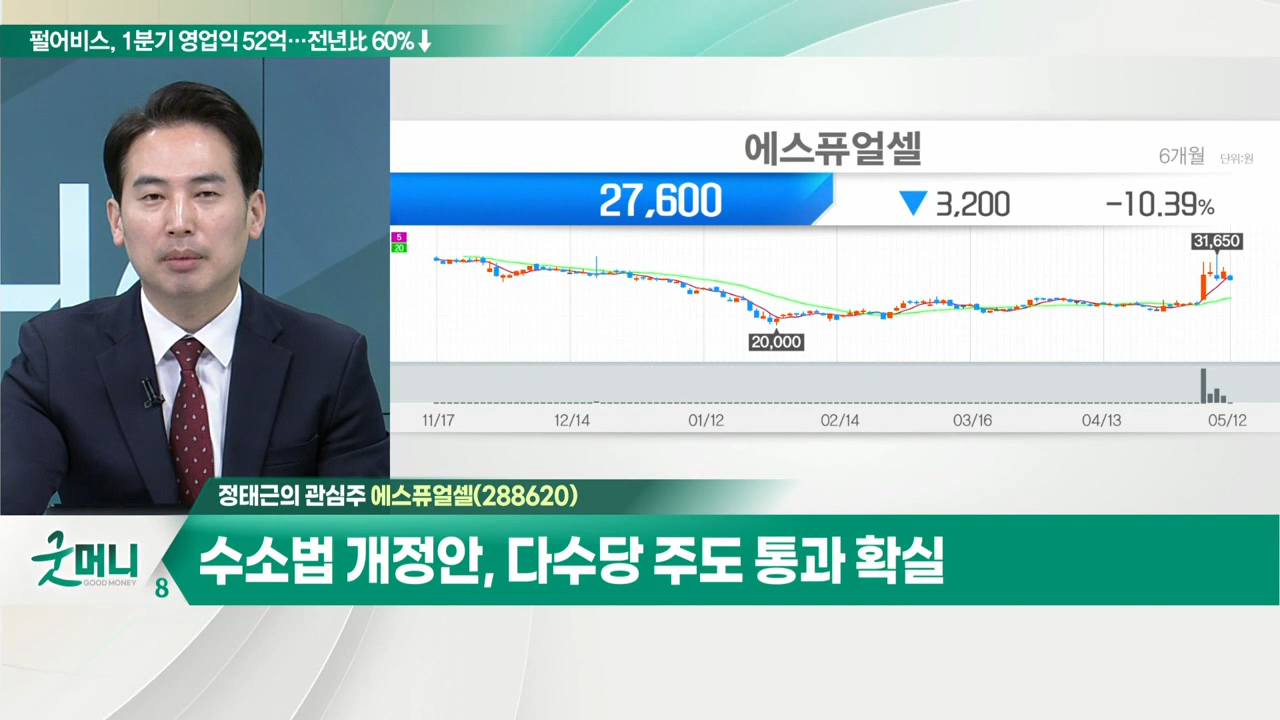 펄어비스, 1분기 영업익 52억…전년比 60%⬇
에스퓨얼셀
6개월 단위:원
27,600 ▼ 3,200 -10.39%
5
20
31,650
20,000
11/17 12/14 01/12 02/14 03/16 04/13 05/12
정태근의 관심주 에스퓨얼셀(288620)
굿머니
GOOD MONEY
8
수소법 개정안, 다수당 주도 통과 확실